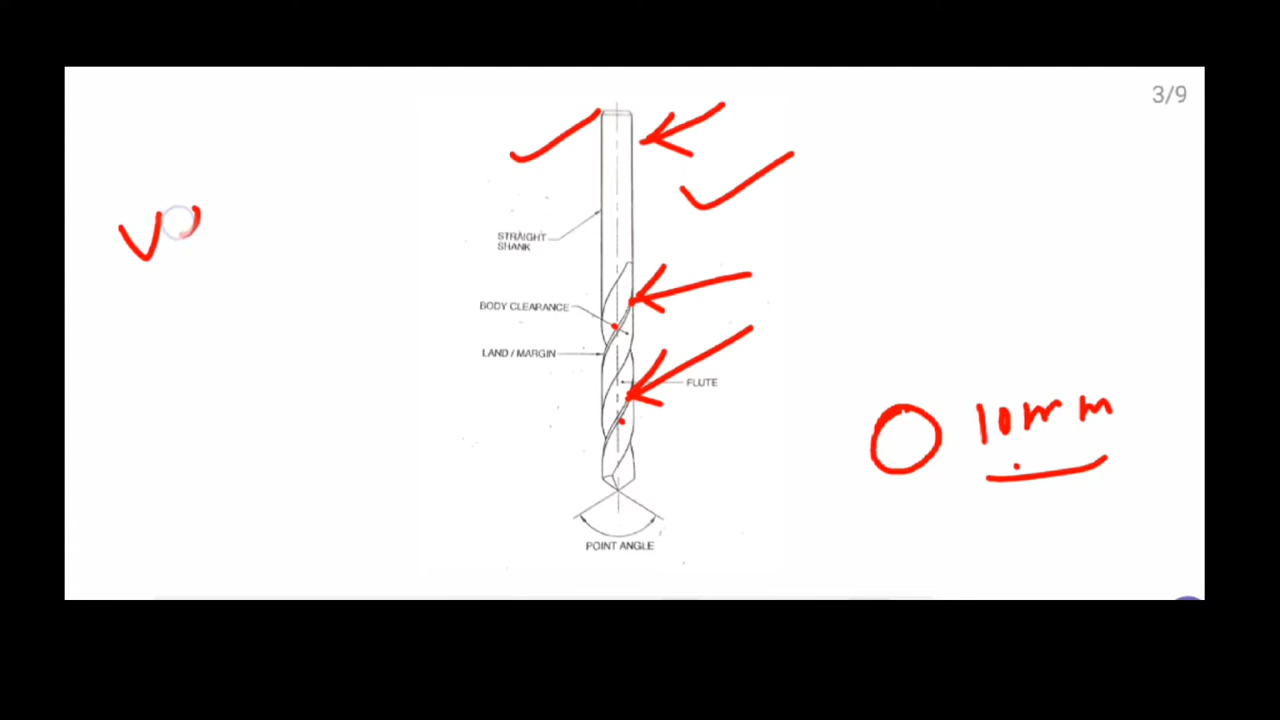 3/9
STRAIGHT
SHANK
BODY CLEARANCE
LAND / MARGIN
FLUTE
10mm
POINT ANGLE